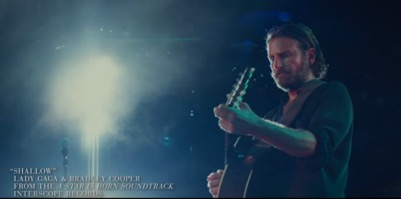 "SHALLOW"
LADY GAGA & BRADLEY COOPER
FROM THE A STAR IS BORN SOUNDTRACK
INTERSCOPE RECORDS